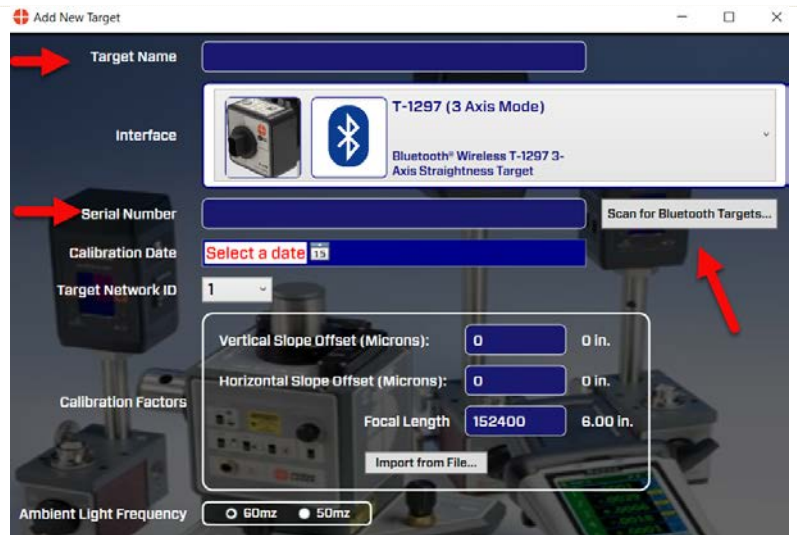 Add New Target
Target Name
Interface
T-1297 (3 Axis Mode)
Bluetooth® Wireless T-1297 3-
Axis Straightness Target
Serial Number
Scan for Bluetooth Targets...
Calibration Date
Select a date 15
Target Network ID
1
Calibration Factors
Vertical Slope Offset (Microns):
0
0 in.
Horizontal Slope Offset (Microns):
0
0 in.
Focal Length
152400
6.00 in.
Import from File...
Ambient Light Frequency
60mz
50mz